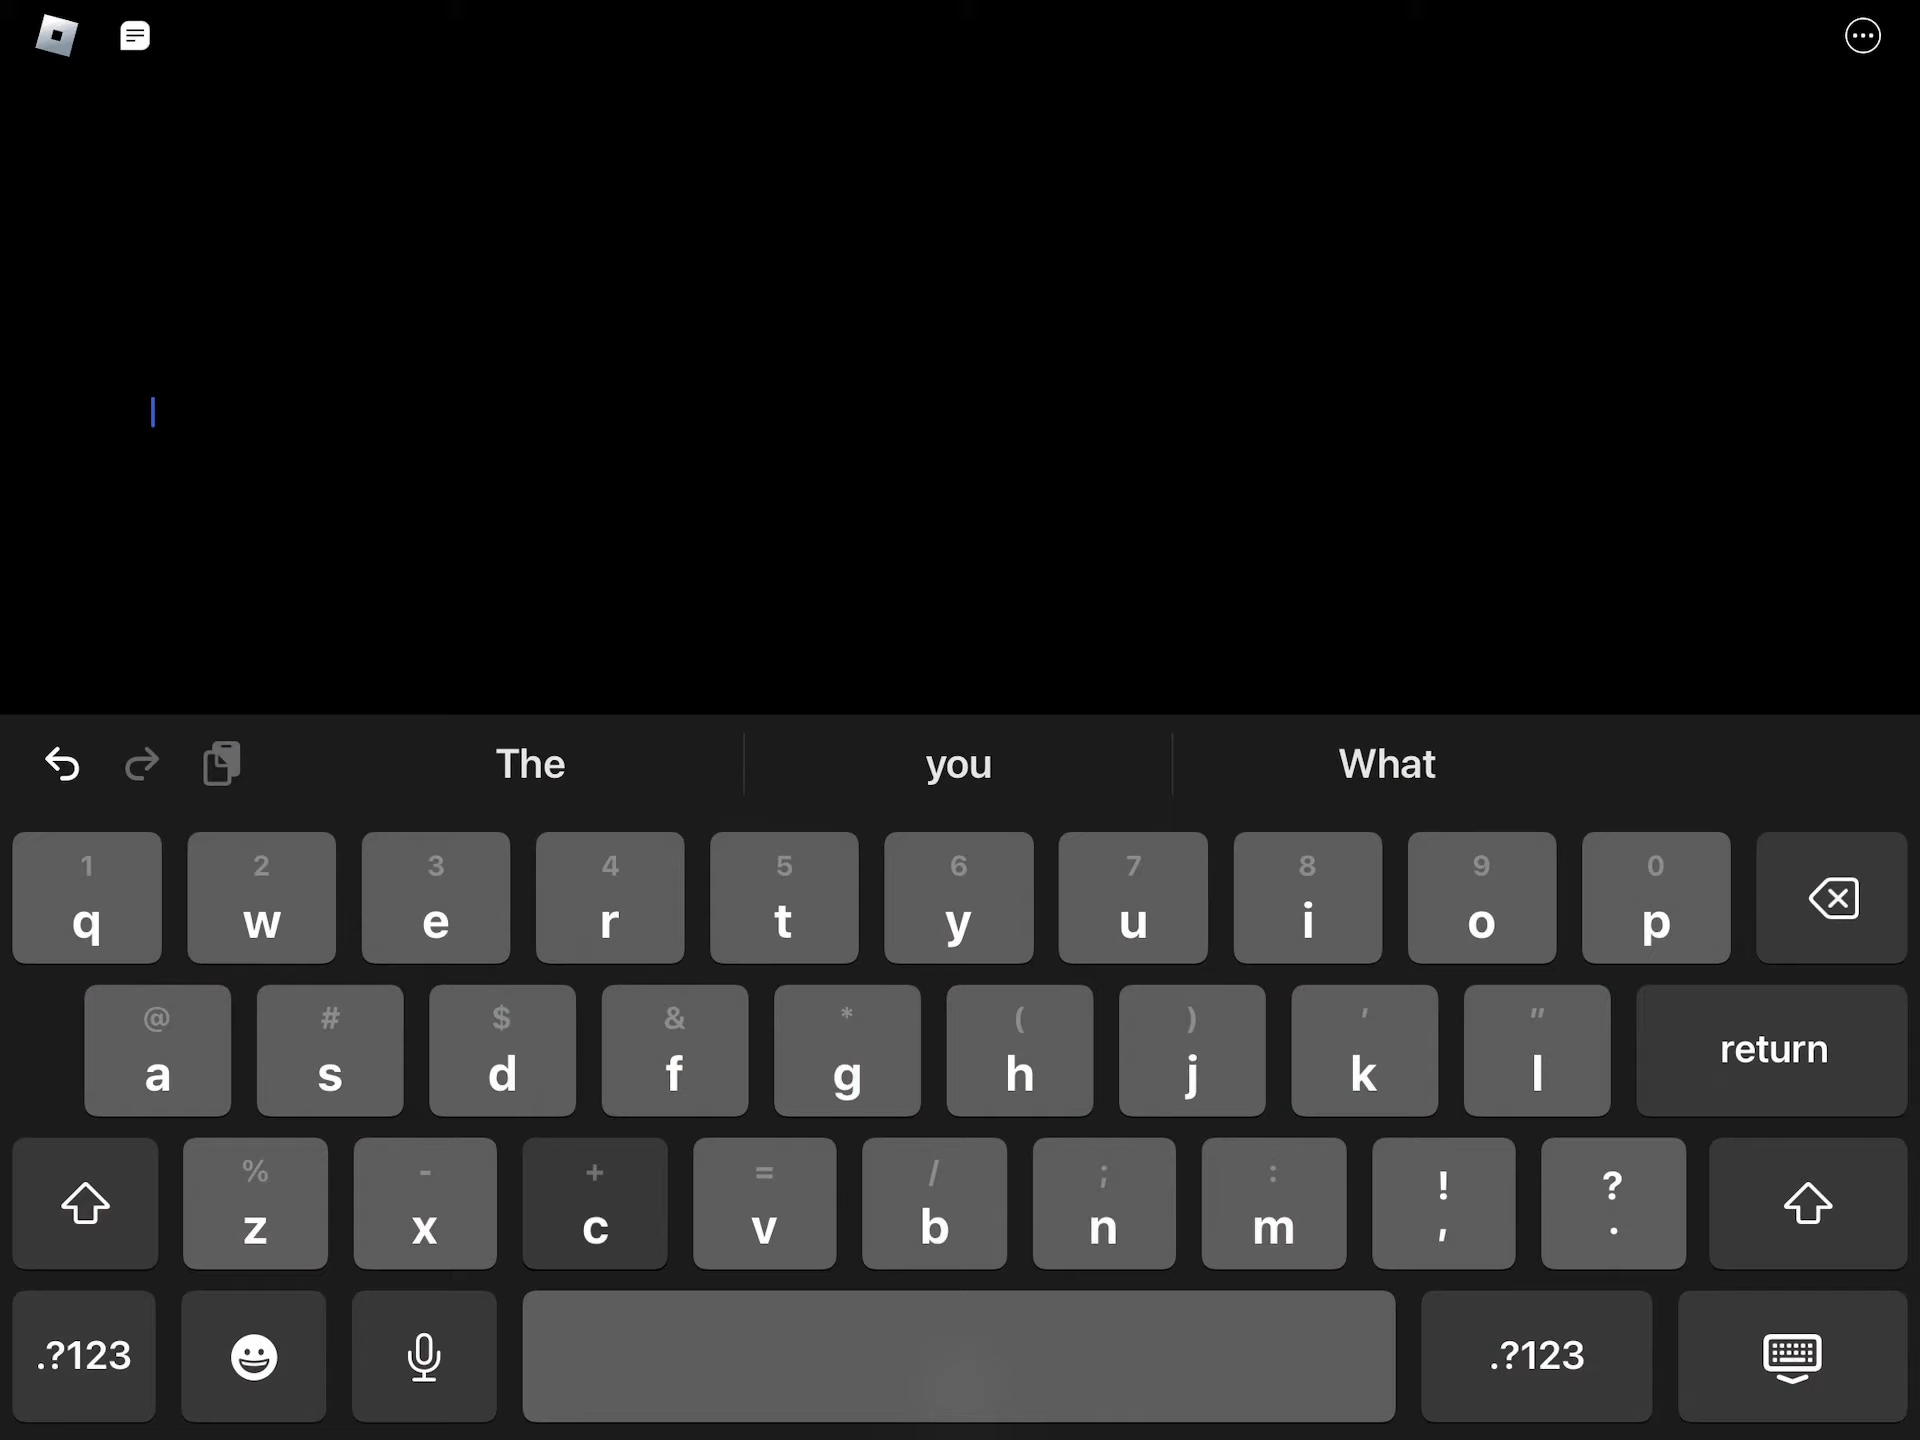 The you What
1 2 3 4 5 6 7 8 9 0
q w e r t y u i o p
@ # $ & * ( ) ' "
a s d f g h j k l return
% - + = / ; : ! ?
z x c v b n m , .
.?123 .?123